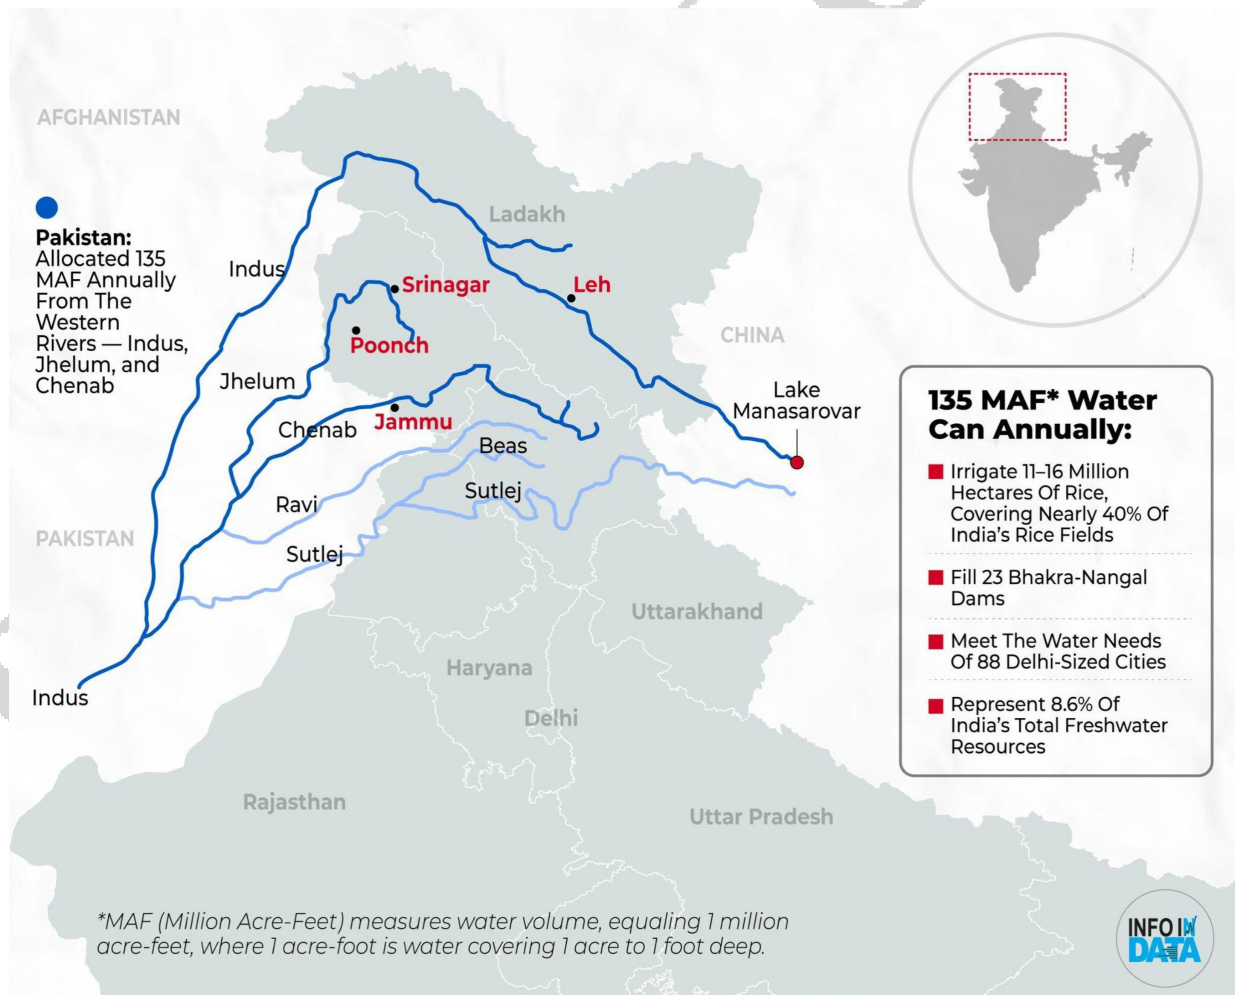 AFGHANISTAN
Pakistan:
Allocated 135
MAF Annually
From The
Western
Rivers — Indus,
Jhelum, and
Chenab
Ladakh
Indus
Srinagar
Leh
Poonch
CHINA
Jhelum
Lake
Manasarovar
Chenab
Jammu
Beas
Sutlej
Ravi
PAKISTAN
Sutlej
Uttarakhand
Haryana
Indus
Delhi
Rajasthan
Uttar Pradesh
135 MAF* Water
Can Annually:
Irrigate 11–16 Million
Hectares Of Rice,
Covering Nearly 40% Of
India's Rice Fields
Fill 23 Bhakra-Nangal
Dams
Meet The Water Needs
Of 88 Delhi-Sized Cities
Represent 8.6% Of
India's Total Freshwater
Resources
*MAF (Million Acre-Feet) measures water volume, equaling 1 million
acre-feet, where 1 acre-foot is water covering 1 acre to 1 foot deep.
INFO IN
DATA